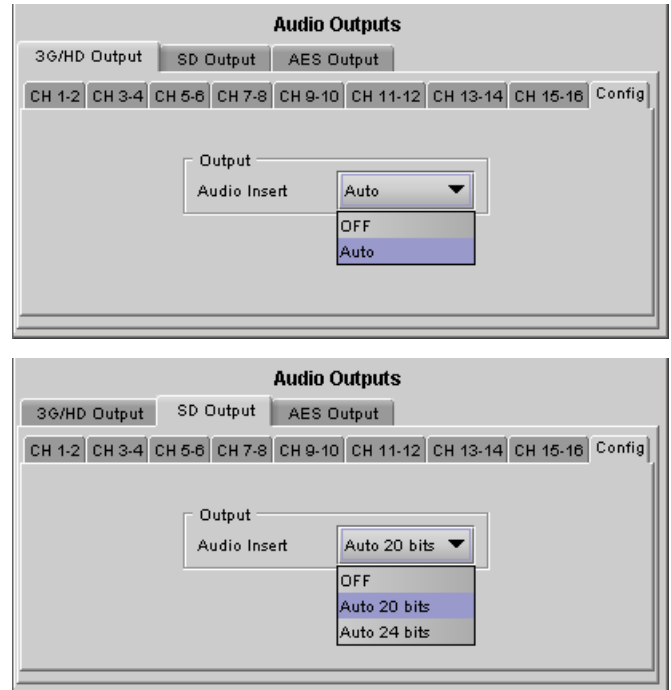 Audio Outputs
3G/HD Output SD Output AES Output
CH 1-2 CH 3-4 CH 5-6 CH 7-8 CH 9-10 CH 11-12 CH 13-14 CH 15-16 Config
Output
Audio Insert Auto
OFF
Auto
Audio Outputs
3G/HD Output SD Output AES Output
CH 1-2 CH 3-4 CH 5-6 CH 7-8 CH 9-10 CH 11-12 CH 13-14 CH 15-16 Config
Output
Audio Insert Auto 20 bits
OFF
Auto 20 bits
Auto 24 bits